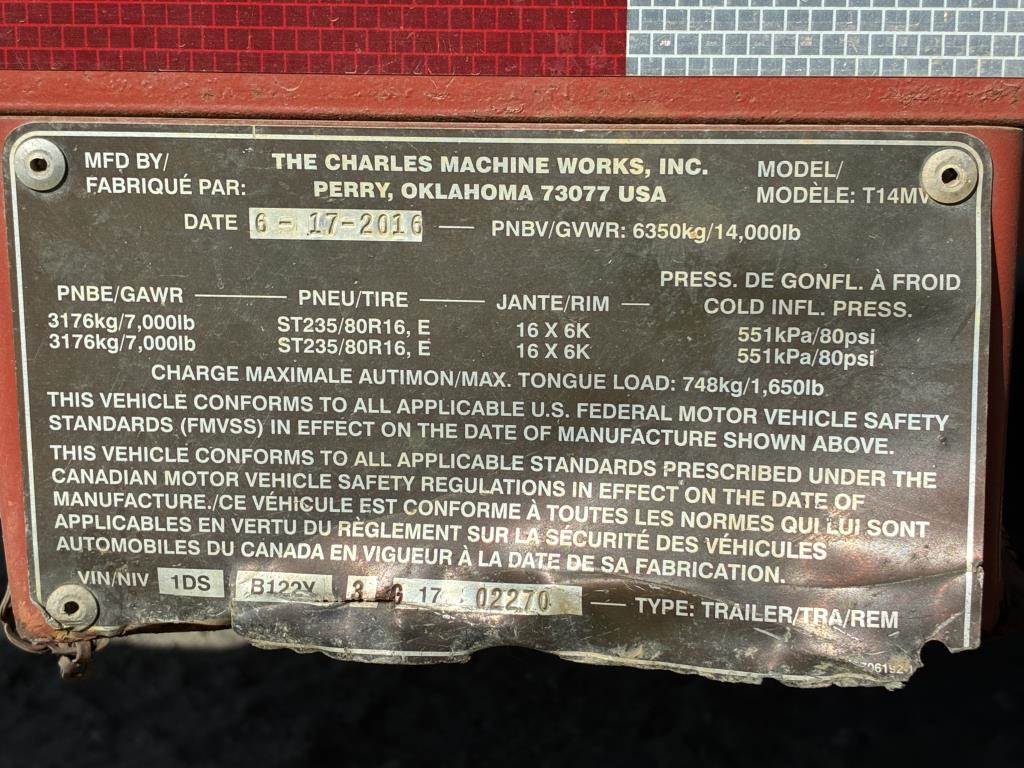 MFD BY/ THE CHARLES MACHINE WORKS, INC. MODEL/
FABRIQUÉ PAR: PERRY, OKLAHOMA 73077 USA MODÈLE: T14MV
DATE 6-17-2016 — PNBV/GVWR: 6350kg/14,000lb
PRESS. DE GONFL. À FROID
PNBE/GAWR — PNEU/TIRE — JANTE/RIM — COLD INFL. PRESS.
3176kg/7,000lb ST235/80R16, E 16 X 6K 551kPa/80psi
3176kg/7,000lb ST235/80R16, E 16 X 6K 551kPa/80psi
CHARGE MAXIMALE AUTIMON/MAX. TONGUE LOAD: 748kg/1,650lb
THIS VEHICLE CONFORMS TO ALL APPLICABLE U.S. FEDERAL MOTOR VEHICLE SAFETY
STANDARDS (FMVSS) IN EFFECT ON THE DATE OF MANUFACTURE SHOWN ABOVE.
THIS VEHICLE CONFORMS TO ALL APPLICABLE STANDARDS PRESCRIBED UNDER THE
CANADIAN MOTOR VEHICLE SAFETY REGULATIONS IN EFFECT ON THE DATE OF
MANUFACTURE./CE VÉHICULE EST CONFORME À TOUTES LES NORMES QUI LUI SONT
APPLICABLES EN VERTU DU RÈGLEMENT SUR LA SÉCURITÉ DES VÉHICULES
AUTOMOBILES DU CANADA EN VIGUEUR À LA DATE DE SA FABRICATION.
VIN/NIV 1DS B122Y 3 G 17 02270 — TYPE: TRAILER/TRA/REM